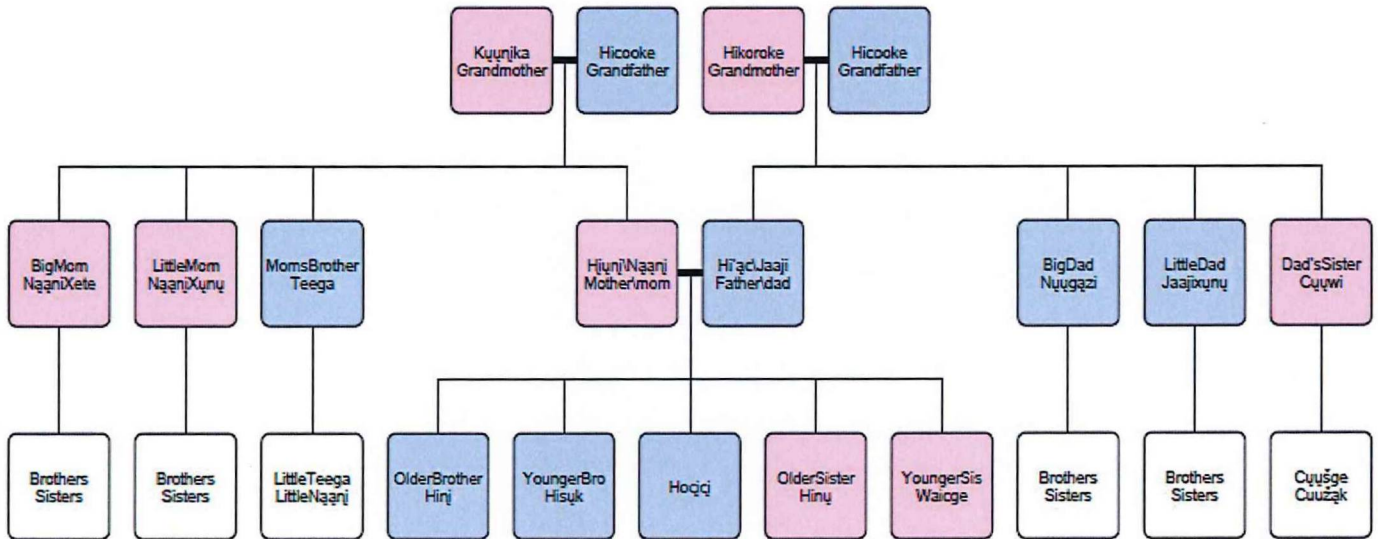 Kųųnįka
Grandmother
Hicooke
Grandfather
Hikoroke
Grandmother
Hicooke
Grandfather
BigMom
NąąniXete
LittleMom
NąąnįXųnų
MomsBrother
Teega
Hįunį\Nąąnį
Mother\mom
Hi'ąc\Jaaji
Father\dad
BigDad
Nųųgązi
LittleDad
Jaajixųnų
Dad'sSister
Cųųwi
Brothers
Sisters
Brothers
Sisters
LittleTeega
LittleNąąnį
OlderBrother
Hinį
YoungerBro
Hisųk
Hocįcį
OlderSister
Hinų
YoungerSis
Waicge
Brothers
Sisters
Brothers
Sisters
Cųųšge
Cuužąk